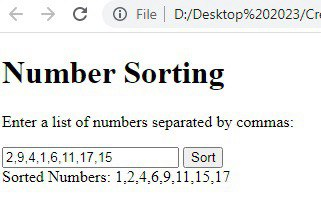 File D:/Desktop%202023/Cr
Number Sorting
Enter a list of numbers separated by commas:
2,9,4,1,6,11,17,15 Sort
Sorted Numbers: 1,2,4,6,9,11,15,17